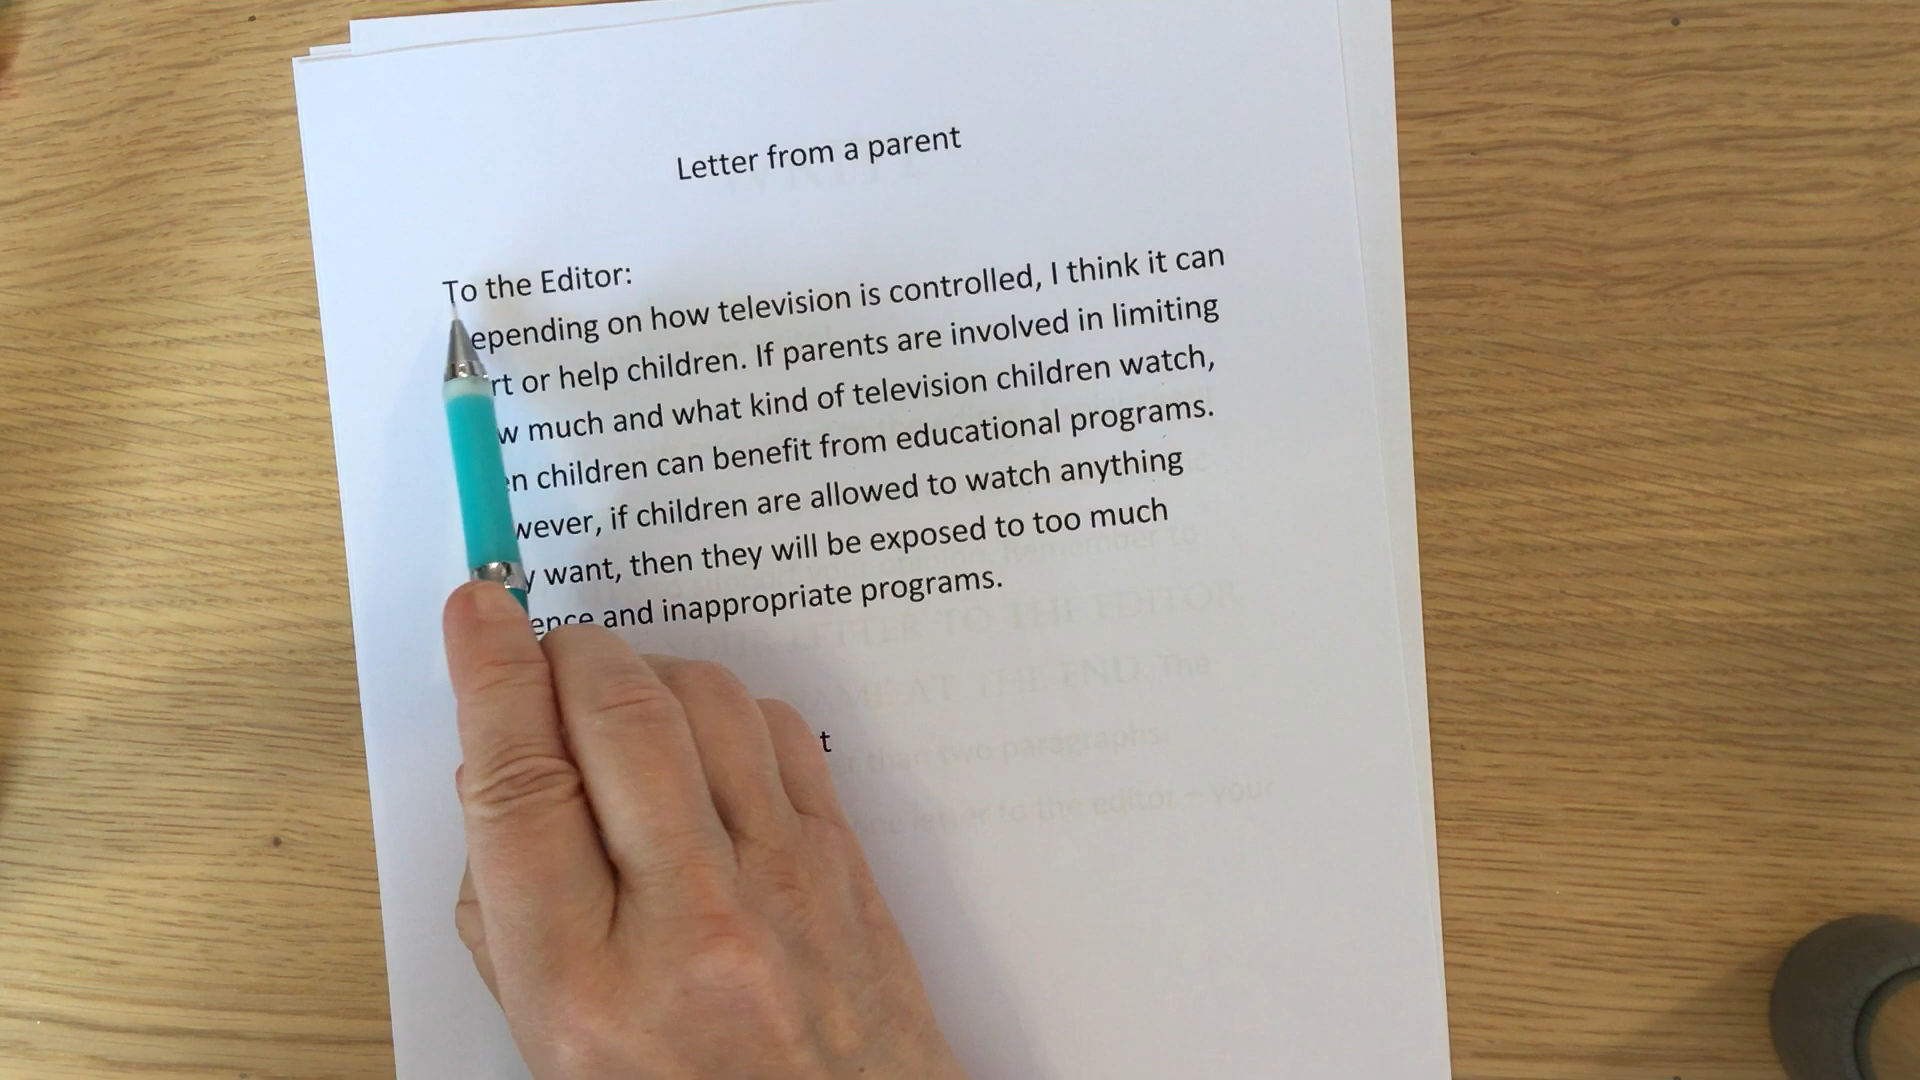 Letter from a parent
To the Editor:
epending on how television is controlled, I think it can
rt or help children. If parents are involved in limiting
w much and what kind of television children watch,
n children can benefit from educational programs.
wever, if children are allowed to watch anything
y want, then they will be exposed to too much
ence and inappropriate programs.
t